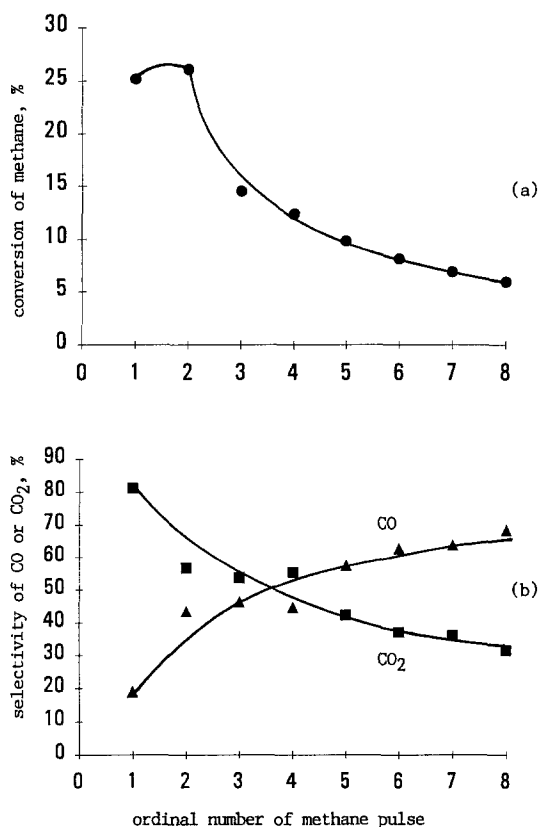 30
25
20
15
10
5
0
conversion of methane, %
(a)
0 1 2 3 4 5 6 7 8
90
80
70
60
50
40
30
20
10
0
selectivity of CO or CO2, %
CO
(b)
CO2
0 1 2 3 4 5 6 7 8
ordinal number of methane pulse